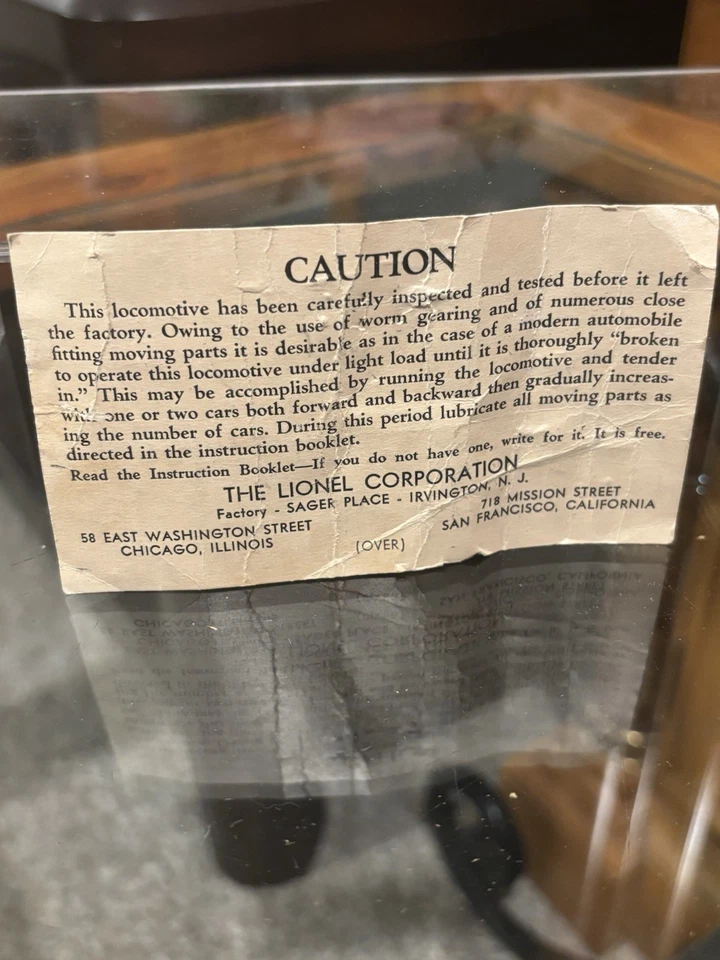 CAUTION
This locomotive has been carefully inspected and tested before it left
the factory. Owing to the use of worm gearing and of numerous close
fitting moving parts it is desirable as in the case of a modern automobile
to operate this locomotive under light load until it is thoroughly “broken
in.” This may be accomplished by running the locomotive and tender
with one or two cars both forward and backward then gradually increas-
ing the number of cars. During this period lubricate all moving parts as
directed in the instruction booklet.
Read the Instruction Booklet—If you do not have one, write for it. It is free.
THE LIONEL CORPORATION
Factory - SAGER PLACE - IRVINGTON, N. J.
58 EAST WASHINGTON STREET
CHICAGO, ILLINOIS
(OVER)
718 MISSION STREET
SAN FRANCISCO, CALIFORNIA